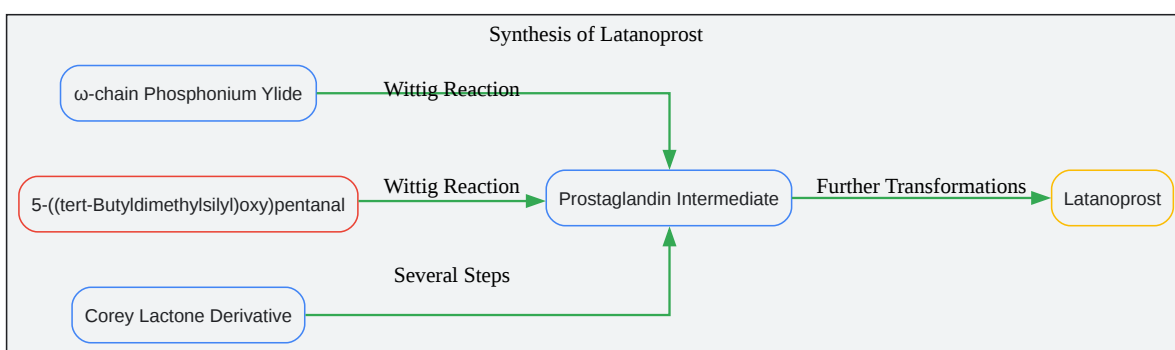 Synthesis of Latanoprost
ω-chain Phosphonium Ylide
Wittig Reaction
5-((tert-Butyldimethylsilyl)oxy)pentanal
Wittig Reaction
Prostaglandin Intermediate
Further Transformations
Latanoprost
Several Steps
Corey Lactone Derivative